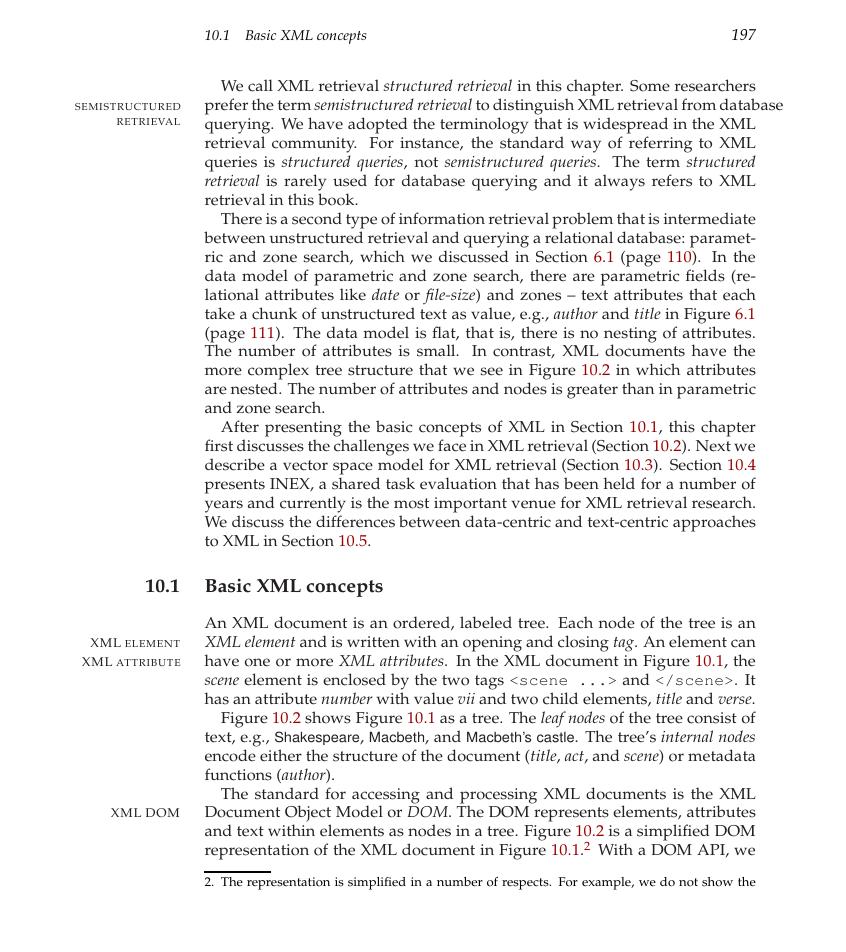 10.1 Basic XML concepts 197
We call XML retrieval structured retrieval in this chapter. Some researchers
SEMISTRUCTURED
RETRIEVAL
prefer the term semistructured retrieval to distinguish XML retrieval from database
querying. We have adopted the terminology that is widespread in the XML
retrieval community. For instance, the standard way of referring to XML
queries is structured queries, not semistructured queries. The term structured
retrieval is rarely used for database querying and it always refers to XML
retrieval in this book.
There is a second type of information retrieval problem that is intermediate
between unstructured retrieval and querying a relational database: paramet-
ric and zone search, which we discussed in Section 6.1 (page 110). In the
data model of parametric and zone search, there are parametric fields (re-
lational attributes like date or file-size) and zones – text attributes that each
take a chunk of unstructured text as value, e.g., author and title in Figure 6.1
(page 111). The data model is flat, that is, there is no nesting of attributes.
The number of attributes is small. In contrast, XML documents have the
more complex tree structure that we see in Figure 10.2 in which attributes
are nested. The number of attributes and nodes is greater than in parametric
and zone search.
After presenting the basic concepts of XML in Section 10.1, this chapter
first discusses the challenges we face in XML retrieval (Section 10.2). Next we
describe a vector space model for XML retrieval (Section 10.3). Section 10.4
presents INEX, a shared task evaluation that has been held for a number of
years and currently is the most important venue for XML retrieval research.
We discuss the differences between data-centric and text-centric approaches
to XML in Section 10.5.
10.1 Basic XML concepts
An XML document is an ordered, labeled tree. Each node of the tree is an
XML ELEMENT
XML element and is written with an opening and closing tag. An element can
XML ATTRIBUTE
have one or more XML attributes. In the XML document in Figure 10.1, the
scene element is enclosed by the two tags <scene ...> and </scene>. It
has an attribute number with value vii and two child elements, title and verse.
Figure 10.2 shows Figure 10.1 as a tree. The leaf nodes of the tree consist of
text, e.g., Shakespeare, Macbeth, and Macbeth's castle. The tree's internal nodes
encode either the structure of the document (title, act, and scene) or metadata
functions (author).
The standard for accessing and processing XML documents is the XML
XML DOM
Document Object Model or DOM. The DOM represents elements, attributes
and text within elements as nodes in a tree. Figure 10.2 is a simplified DOM
representation of the XML document in Figure 10.1.2 With a DOM API, we
2. The representation is simplified in a number of respects. For example, we do not show the